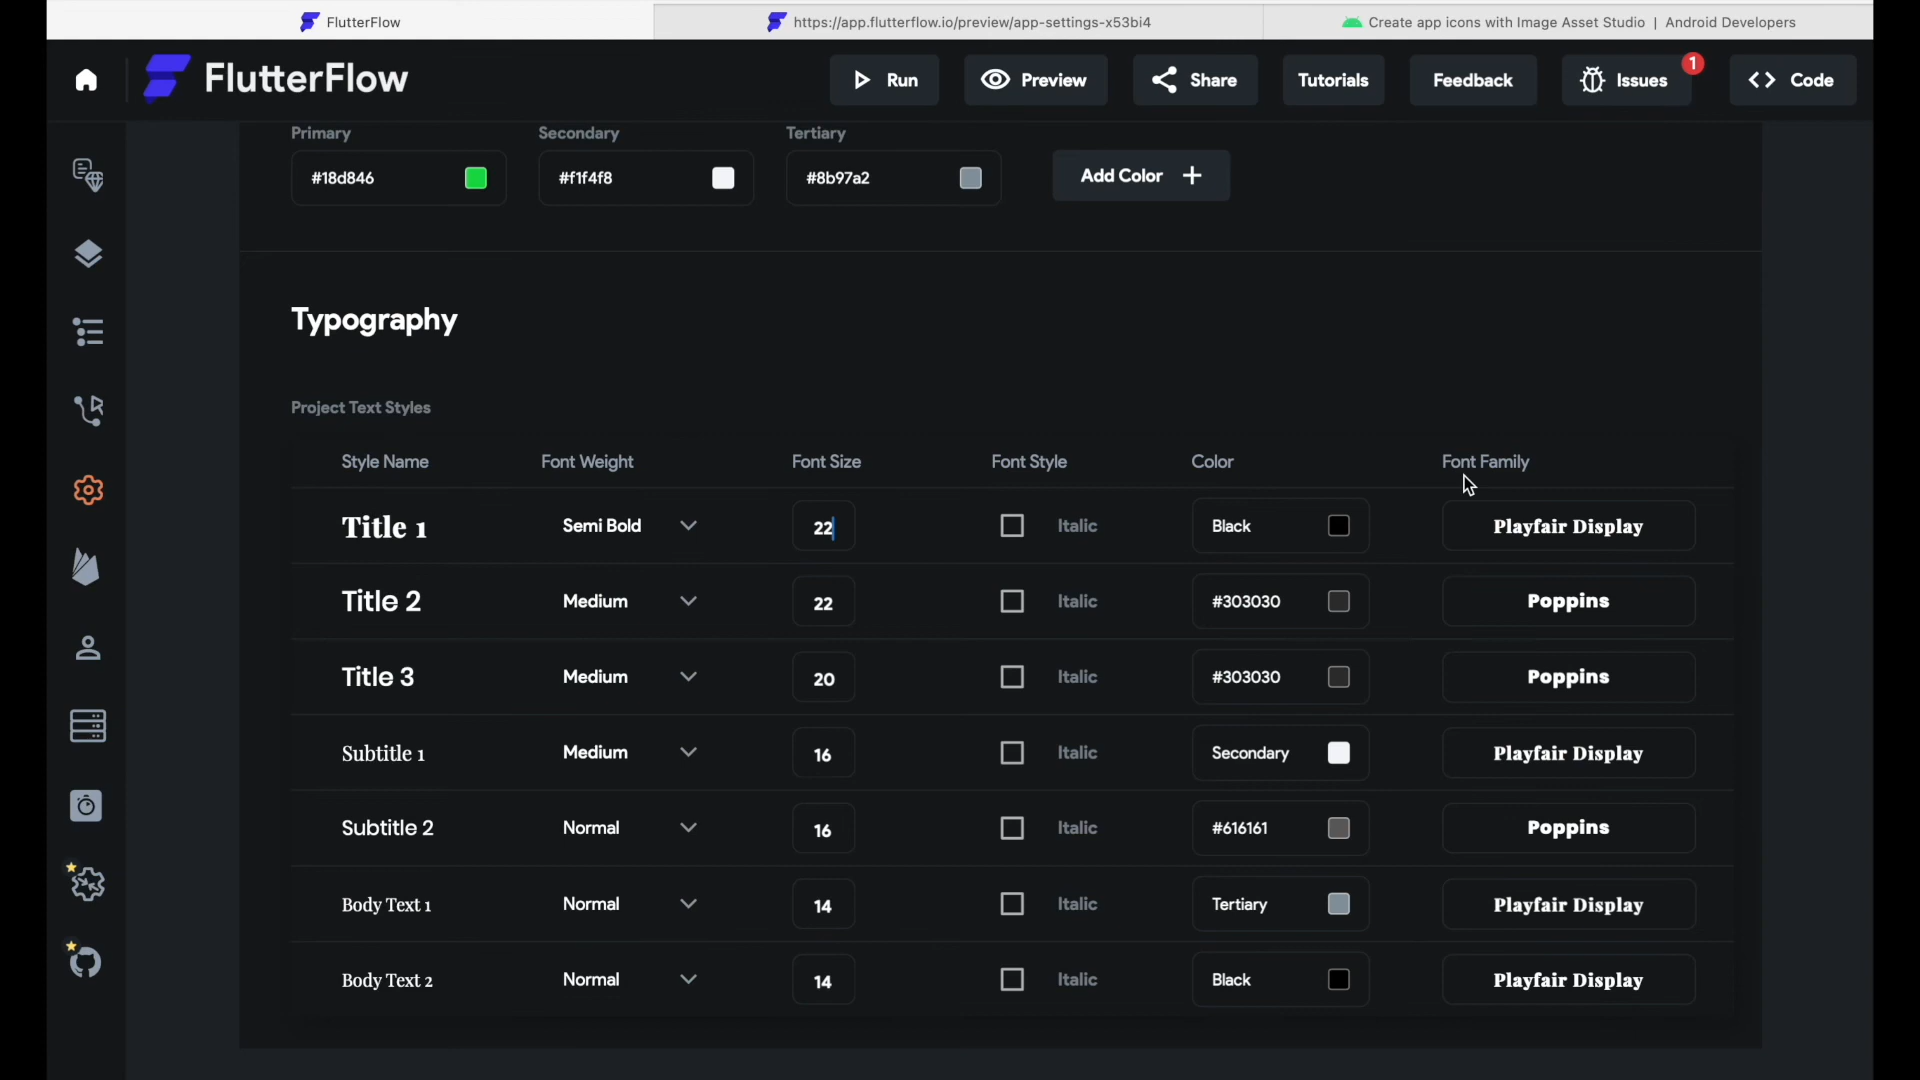 FlutterFlow
https://app.flutterflow.io/preview/app-settings-x53bi4
Create app icons with Image Asset Studio | Android Developers
FlutterFlow
Run
Preview
Share
Tutorials
Feedback
Issues
1
Code
Primary
Secondary
Tertiary
#18d846
#f1f4f8
#8b97a2
Add Color +
Typography
Project Text Styles
Style Name Font Weight Font Size Font Style Color Font Family
Title 1 Semi Bold 22 Italic Black Playfair Display
Title 2 Medium 22 Italic #303030 Poppins
Title 3 Medium 20 Italic #303030 Poppins
Subtitle 1 Medium 16 Italic Secondary Playfair Display
Subtitle 2 Normal 16 Italic #616161 Poppins
Body Text 1 Normal 14 Italic Tertiary Playfair Display
Body Text 2 Normal 14 Italic Black Playfair Display